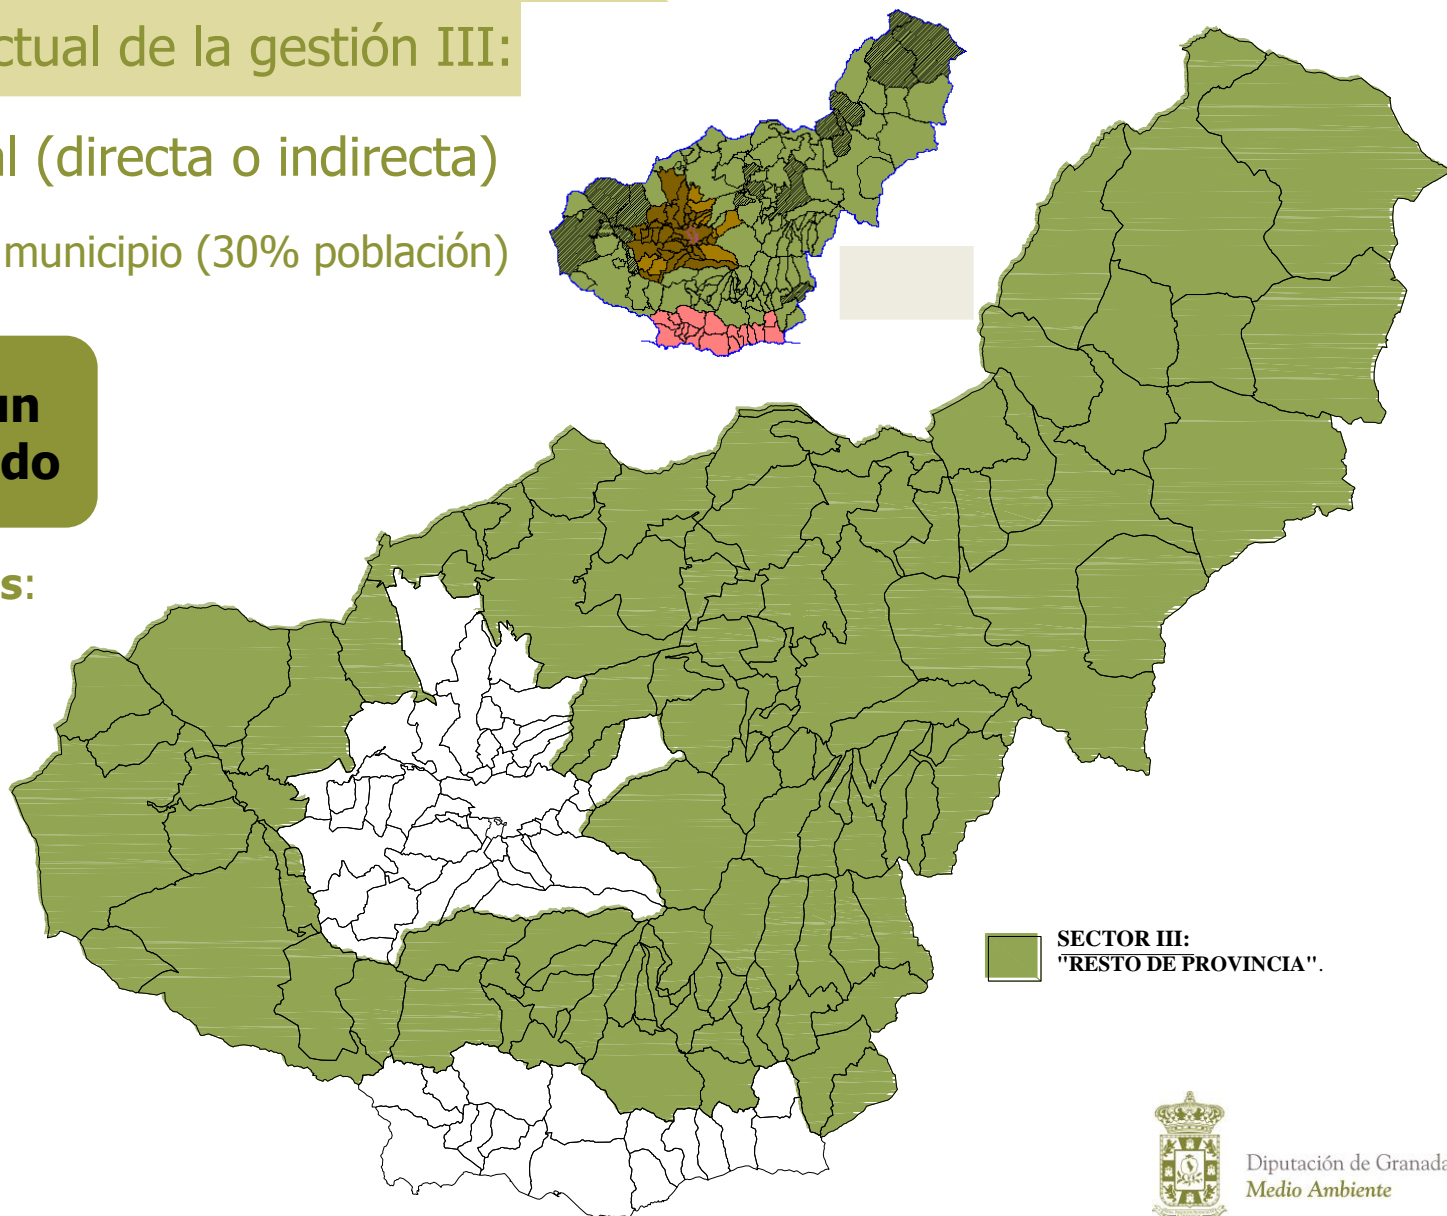 ctual de la gestión III:
al (directa o indirecta)
municipio (30% población)
un
do
s:
SECTOR III:
"RESTO DE PROVINCIA".
Diputación de Granada
Medio Ambiente